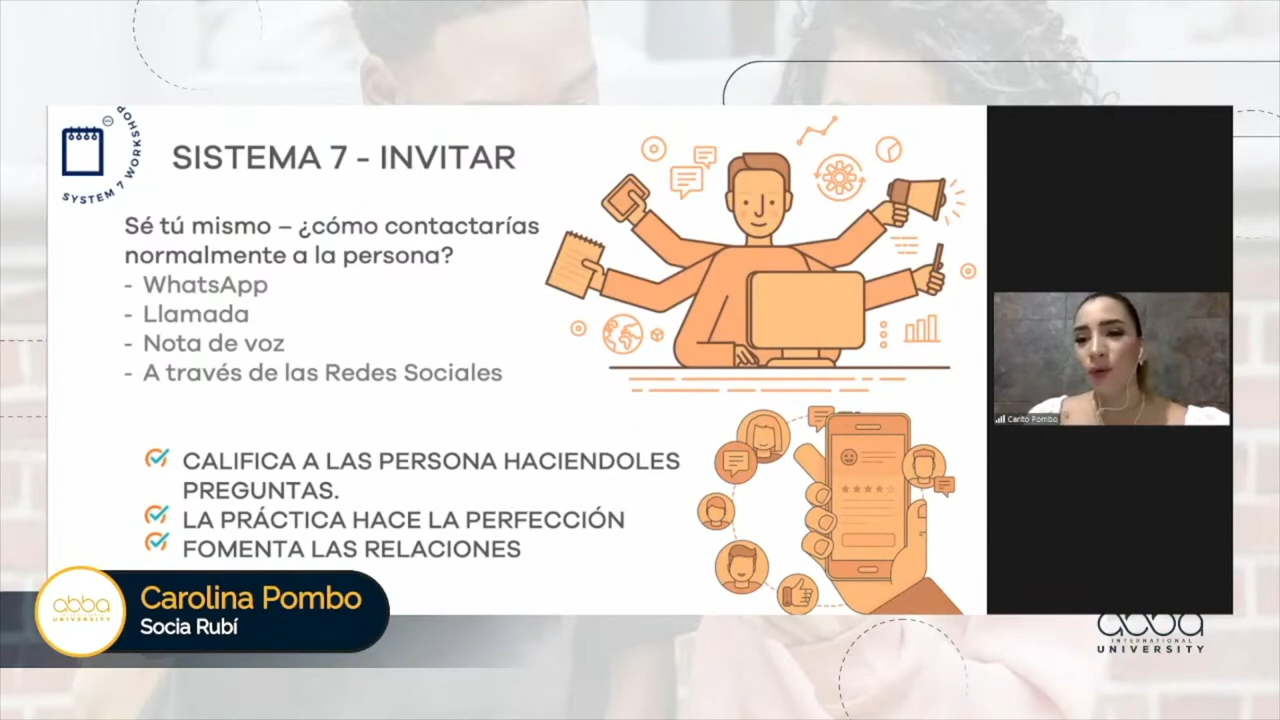 SYSTEM 7 WORKSHOP
SISTEMA 7 - INVITAR
Sé tú mismo – ¿cómo contactarías
normalmente a la persona?
- WhatsApp
- Llamada
- Nota de voz
- A través de las Redes Sociales
CALIFICA A LAS PERSONA HACIENDOLES
PREGUNTAS.
LA PRÁCTICA HACE LA PERFECCIÓN
FOMENTA LAS RELACIONES
Carito Pombo
abba
UNIVERSITY
Carolina Pombo
Socia Rubí
abba
INTERNATIONAL
UNIVERSITY